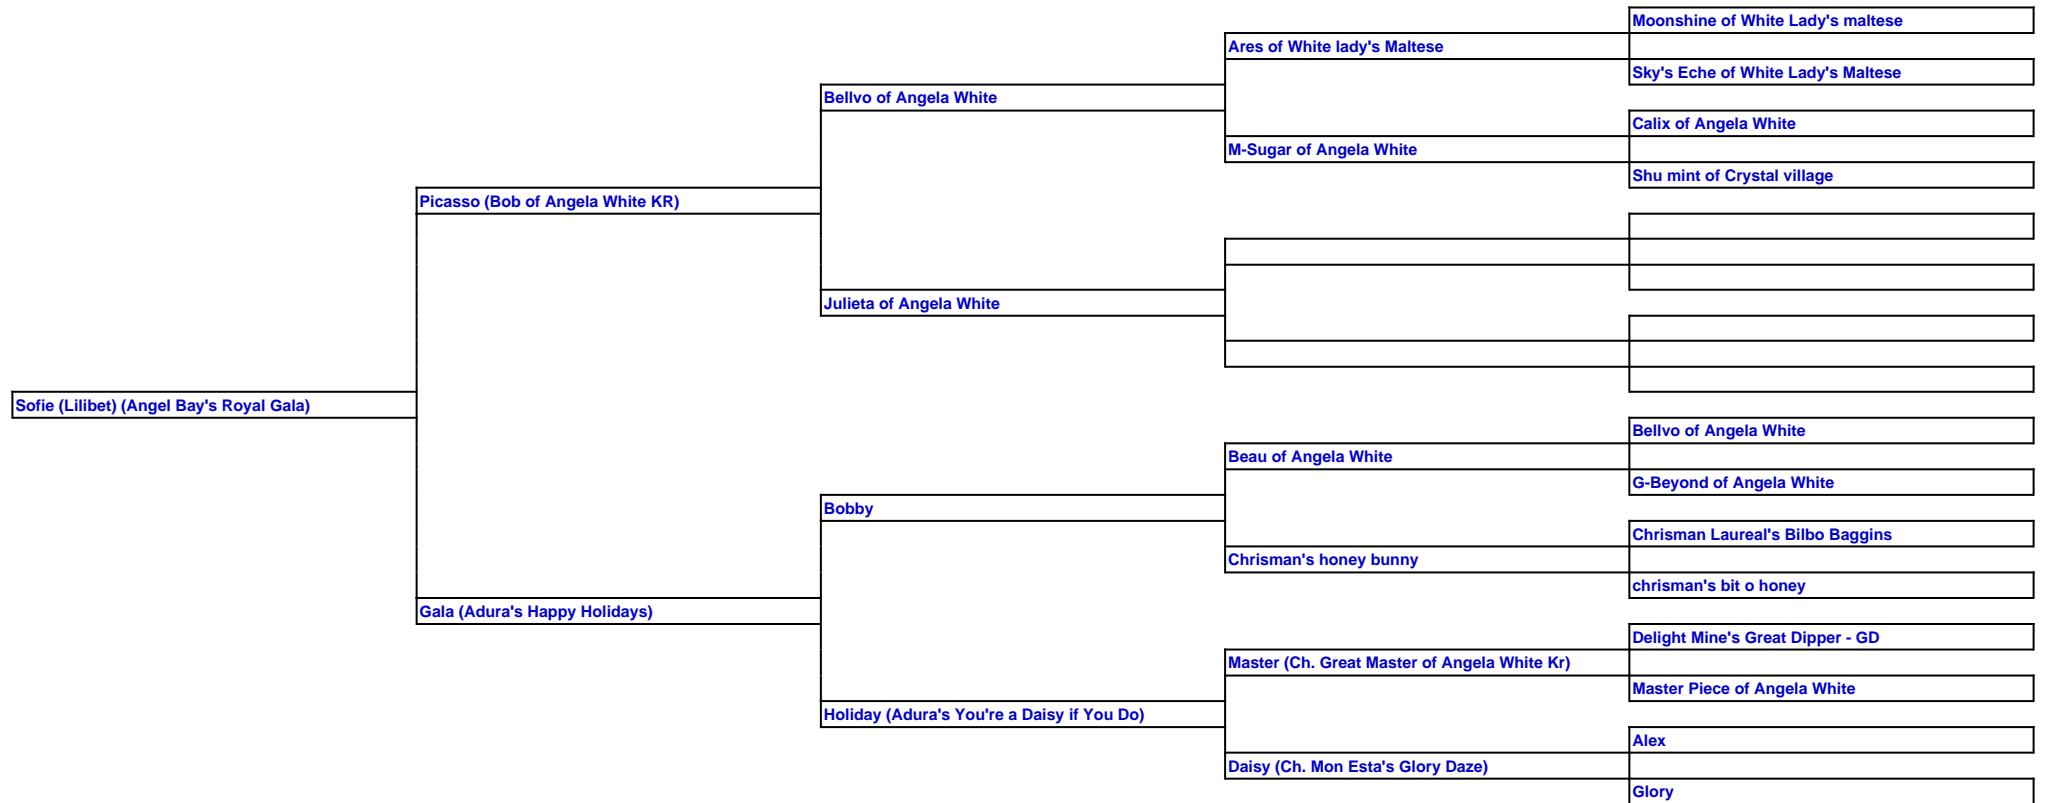 Moonshine of White Lady's maltese
Ares of White lady's Maltese
Sky's Eche of White Lady's Maltese
Bellvo of Angela White
Calix of Angela White
M-Sugar of Angela White
Shu mint of Crystal village
Picasso (Bob of Angela White KR)
Julieta of Angela White
Sofie (Lilibet) (Angel Bay's Royal Gala)
Bellvo of Angela White
Beau of Angela White
G-Beyond of Angela White
Bobby
Chrisman Laureal's Bilbo Baggins
Chrisman's honey bunny
chrisman's bit o honey
Gala (Adura's Happy Holidays)
Delight Mine's Great Dipper - GD
Master (Ch. Great Master of Angela White Kr)
Master Piece of Angela White
Holiday (Adura's You're a Daisy if You Do)
Alex
Daisy (Ch. Mon Esta's Glory Daze)
Glory